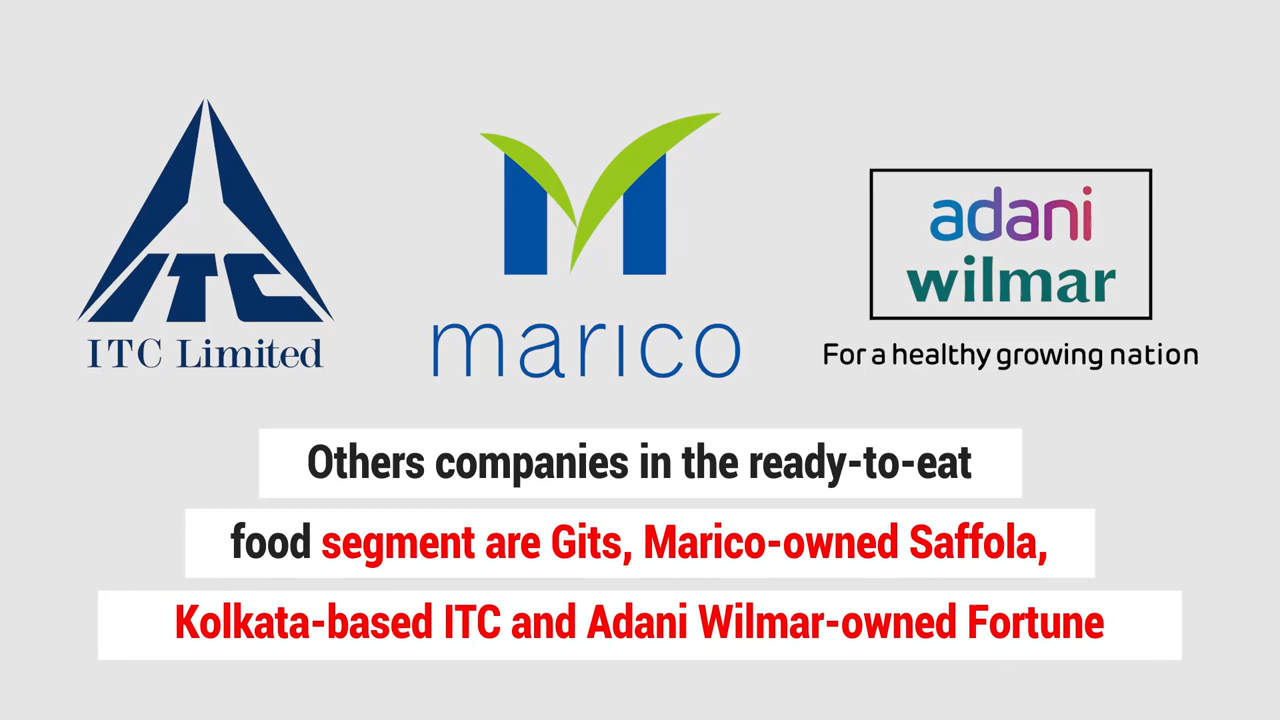 ITC
ITC Limited
marico
adani
wilmar
For a healthy growing nation
Others companies in the ready-to-eat
food segment are Gits, Marico-owned Saffola,
Kolkata-based ITC and Adani Wilmar-owned Fortune